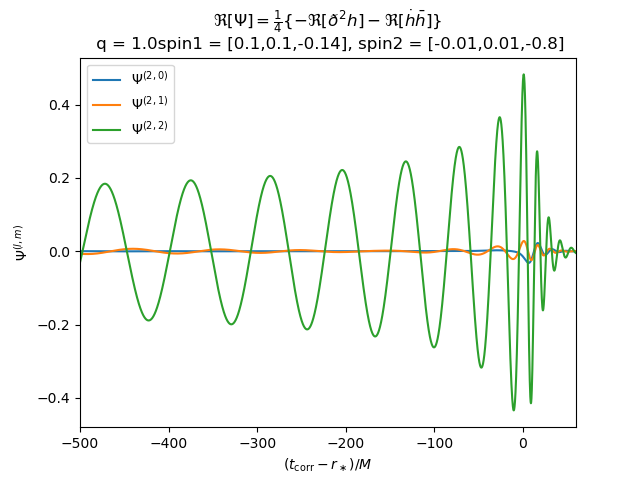 ℜ[Ψ] = 1/4{−ℜ[ð²h] − ℜ[ḣh̄]}
q = 1.0spin1 = [0.1,0.1,-0.14], spin2 = [-0.01,0.01,-0.8]
Ψ^(2,0)
Ψ^(2,1)
Ψ^(2,2)
0.4
0.2
0.0
−0.2
−0.4
Ψ^(l,m)
−500 −400 −300 −200 −100 0
(t_corr − r_*)/M